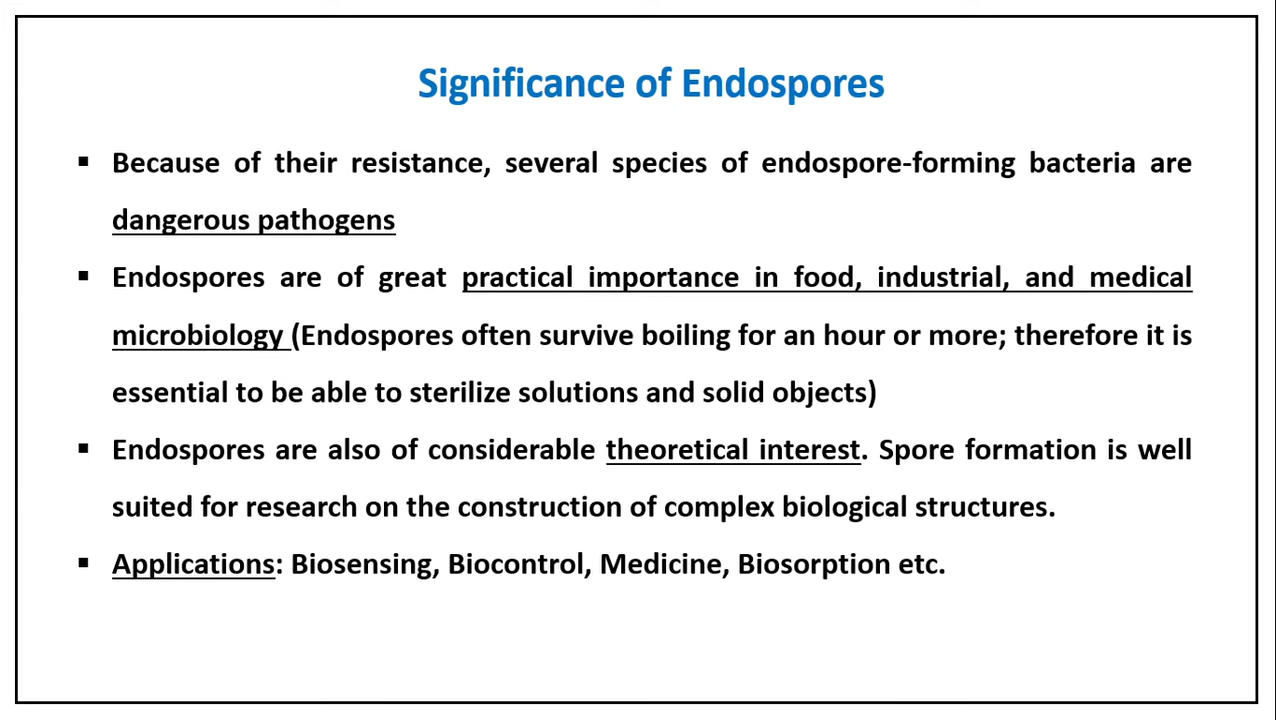 Significance of Endospores
▪ Because of their resistance, several species of endospore-forming bacteria are
dangerous pathogens
▪ Endospores are of great practical importance in food, industrial, and medical
microbiology (Endospores often survive boiling for an hour or more; therefore it is
essential to be able to sterilize solutions and solid objects)
▪ Endospores are also of considerable theoretical interest. Spore formation is well
suited for research on the construction of complex biological structures.
▪ Applications: Biosensing, Biocontrol, Medicine, Biosorption etc.